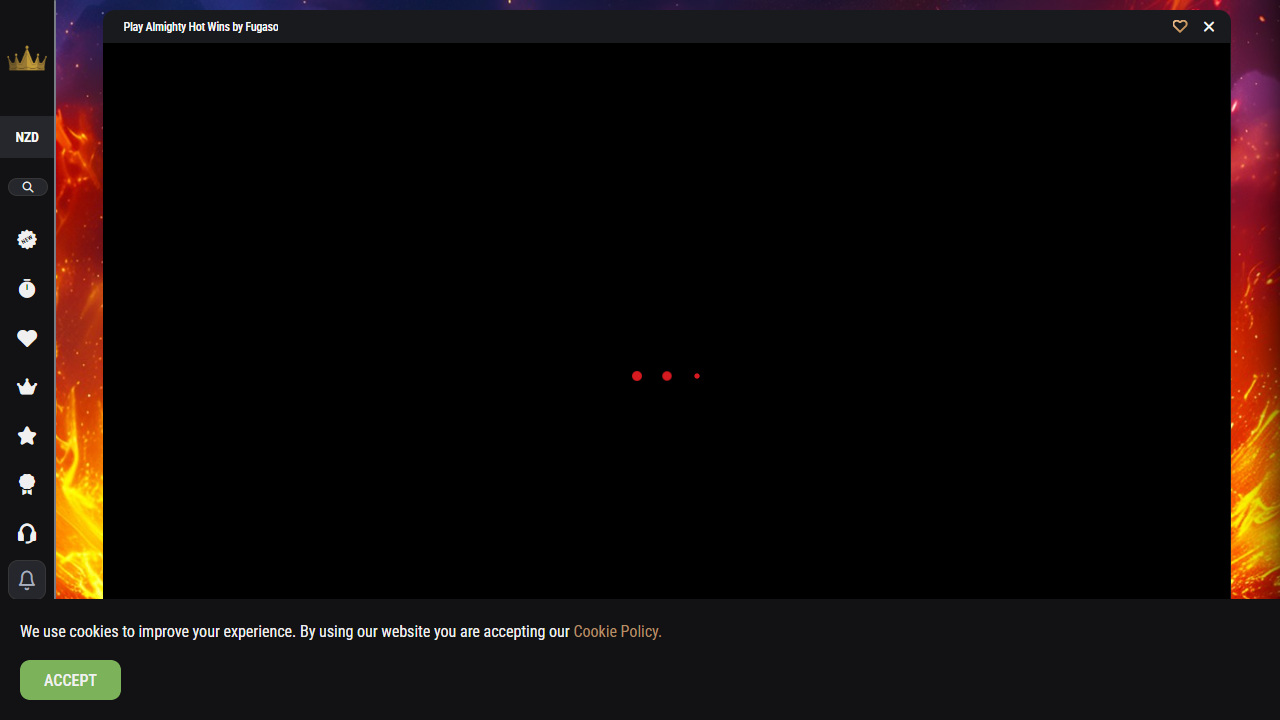 Play Almighty Hot Wins by Fugaso
NZD
NEW
We use cookies to improve your experience. By using our website you are accepting our Cookie Policy.
ACCEPT